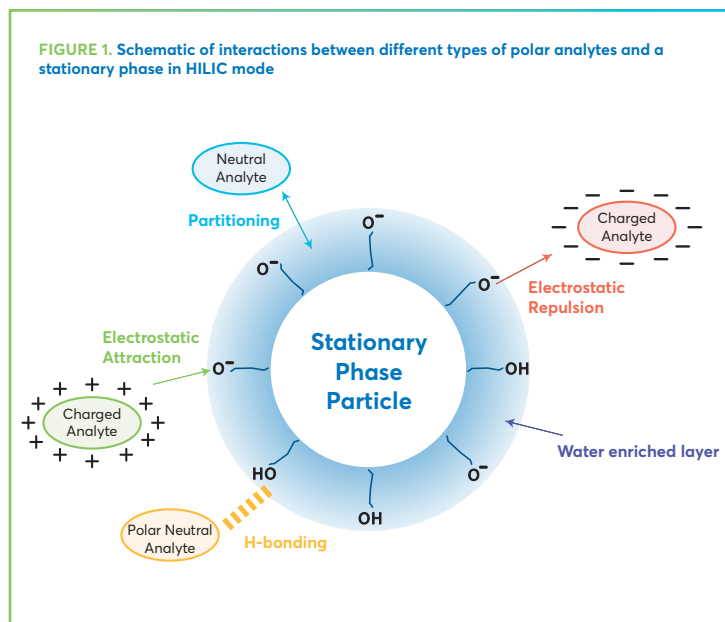 FIGURE 1. Schematic of interactions between different types of polar analytes and a
stationary phase in HILIC mode
Neutral
Analyte
Partitioning
O−
O−
O−
Charged
Analyte
Electrostatic
Repulsion
Electrostatic
Attraction
O−
Charged
Analyte
Stationary
Phase
Particle
OH
Water enriched layer
HO
O−
OH
Polar Neutral
Analyte
H-bonding